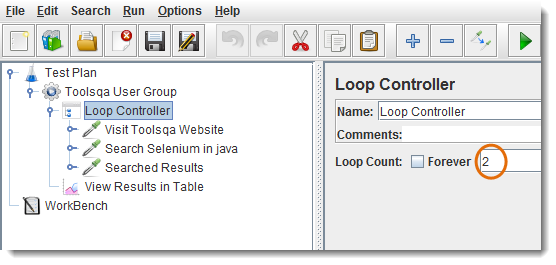 File Edit Search Run Options Help
Test Plan
Toolsqa User Group
Loop Controller
Visit Toolsqa Website
Search Selenium in java
Searched Results
View Results in Table
WorkBench
Loop Controller
Name: Loop Controller
Comments:
Loop Count: Forever 2